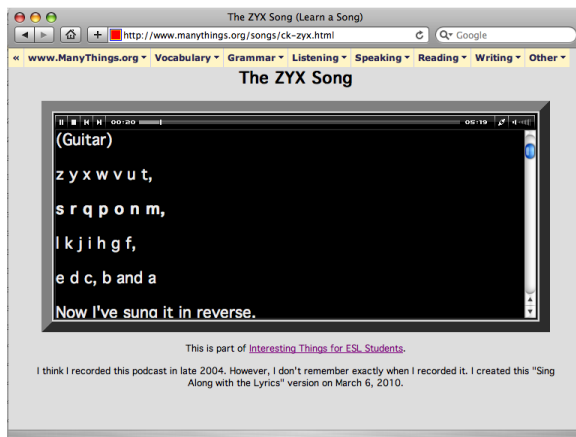 The ZYX Song (Learn a Song)
http://www.manythings.org/songs/ck-zyx.html
Google
« www.ManyThings.org Vocabulary Grammar Listening Speaking Reading Writing Other
The ZYX Song
00:20 05:19
(Guitar)
z y x w v u t,
s r q p o n m,
l k j i h g f,
e d c, b and a
Now I've sung it in reverse.
This is part of Interesting Things for ESL Students.
I think I recorded this podcast in late 2004. However, I don't remember exactly when I recorded it. I created this "Sing
Along with the Lyrics" version on March 6, 2010.